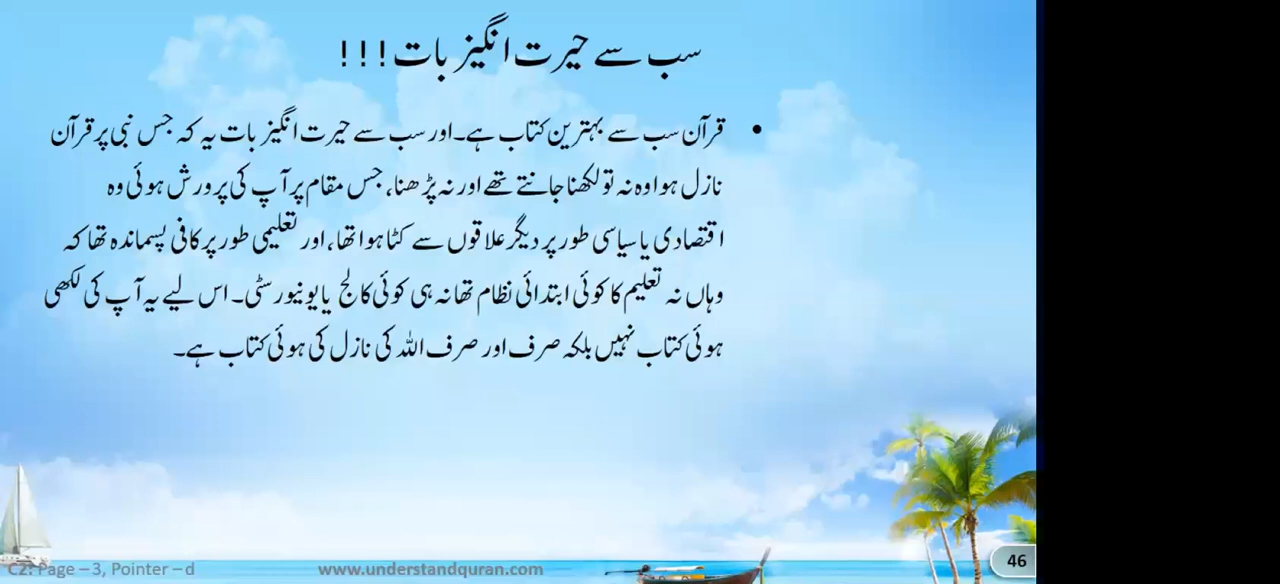 سب سے حیرت انگیز بات!!!
• قرآن سب سے بہترین کتاب ہے۔ اور سب سے حیرت انگیز بات یہ کہ جس نبی پر قرآن
نازل ہوا وہ نہ تو لکھنا جانتے تھے اور نہ پڑھنا، جس مقام پر آپ کی پرورش ہوئی وہ
اقتصادی یا سیاسی طور پر دیگر علاقوں سے کٹا ہوا تھا، اور تعلیمی طور پر کافی پسماندہ تھا کہ
وہاں نہ تعلیم کا کوئی ابتدائی نظام تھا نہ ہی کوئی کالج یا یونیورسٹی۔ اس لیے یہ آپ کی لکھی
ہوئی کتاب نہیں بلکہ صرف اور صرف اللہ کی نازل کی ہوئی کتاب ہے۔
C2: Page – 3, Pointer – d
www.understandquran.com
46